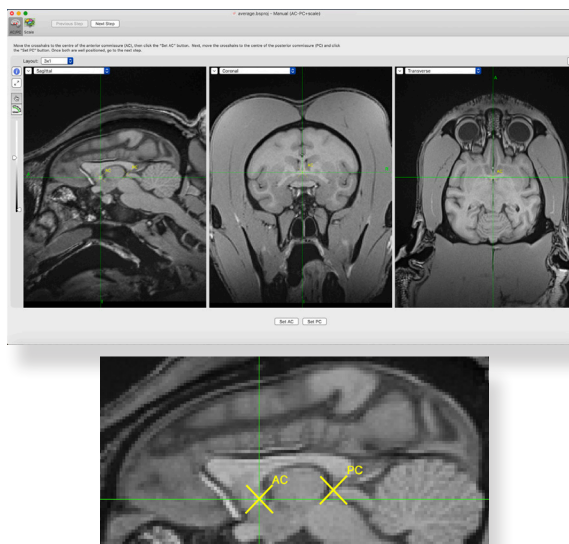 average.bsproj - Manual (AC-PC+scale)
AC/PC Scale Previous Step Next Step
Move the crosshairs to the centre of the anterior commissure (AC), then click the "Set AC" button. Next, move the crosshairs to the centre of the posterior commissure (PC) and click
the "Set PC" button. Once both are well positioned, go to the next step.
Layout: 3x1
Sagittal Coronal Transverse
A
Set AC Set PC
AC PC